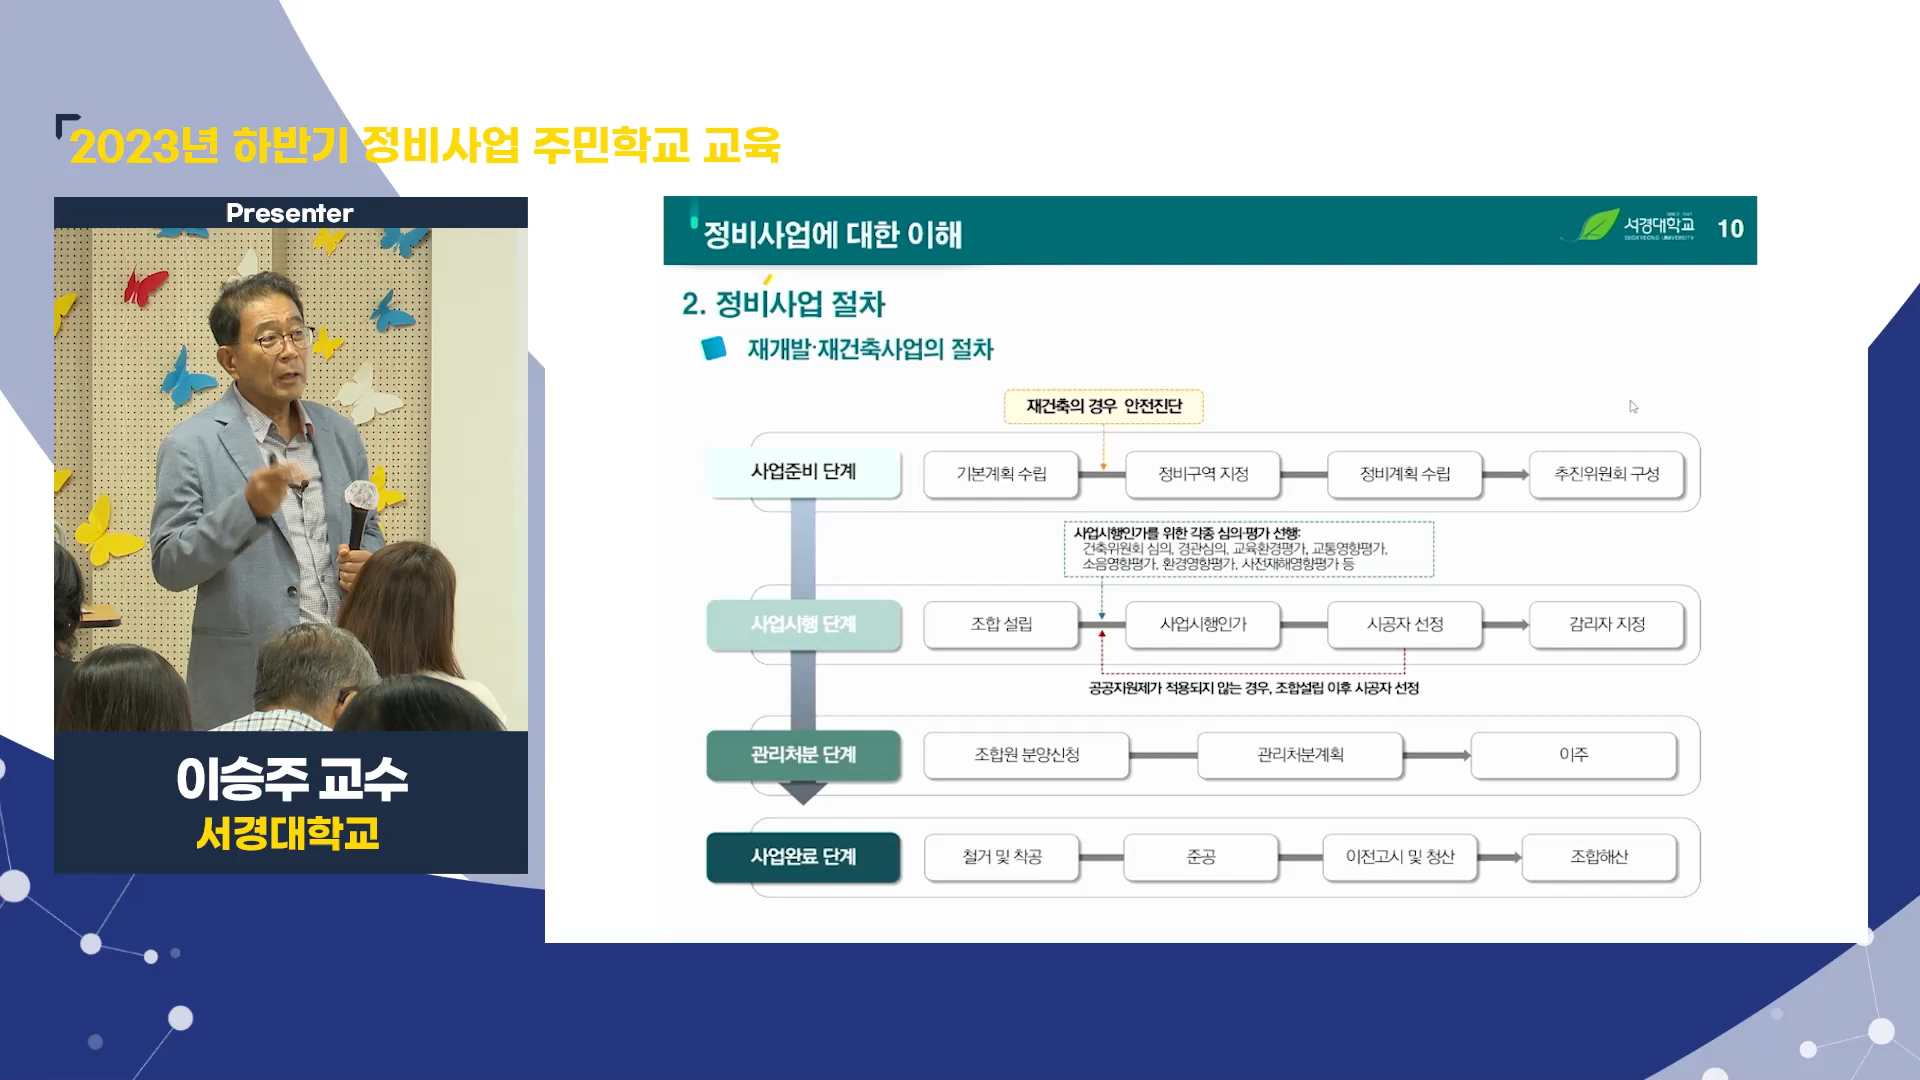 2023년 하반기 정비사업 주민학교 교육
Presenter
이승주 교수
서경대학교
정비사업에 대한 이해
SINCE 1947
서경대학교
SEOKYEONG UNIVERSITY
10
2. 정비사업 절차
재개발·재건축사업의 절차
재건축의 경우 안전진단
사업준비 단계
기본계획 수립
정비구역 지정
정비계획 수립
추진위원회 구성
사업시행인가를 위한 각종 심의·평가 선행:
건축위원회 심의, 경관심의, 교육환경평가, 교통영향평가,
소음영향평가, 환경영향평가, 사전재해영향평가 등
사업시행 단계
조합 설립
사업시행인가
시공자 선정
감리자 지정
공공지원제가 적용되지 않는 경우, 조합설립 이후 시공자 선정
관리처분 단계
조합원 분양신청
관리처분계획
이주
사업완료 단계
철거 및 착공
준공
이전고시 및 청산
조합해산